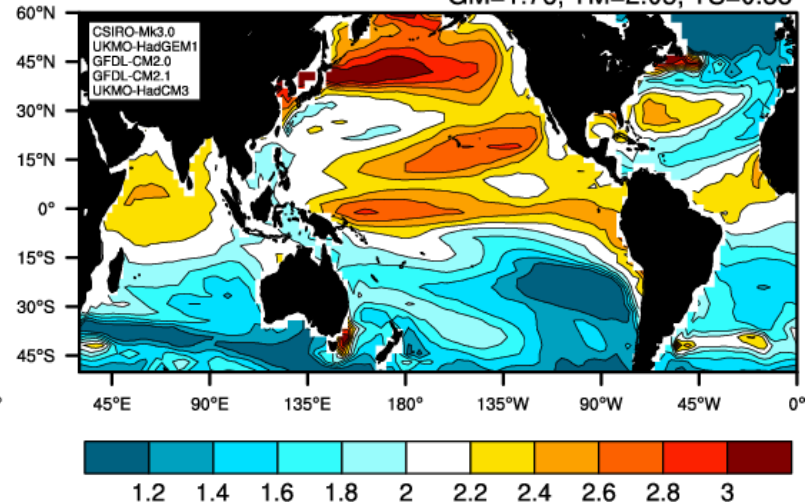 60°N
45°N
30°N
15°N
0°
15°S
30°S
45°S
CSIRO-Mk3.0
UKMO-HadGEM1
GFDL-CM2.0
GFDL-CM2.1
UKMO-HadCM3
45°E 90°E 135°E 180° 135°W 90°W 45°W 0°
1.2 1.4 1.6 1.8 2 2.2 2.4 2.6 2.8 3